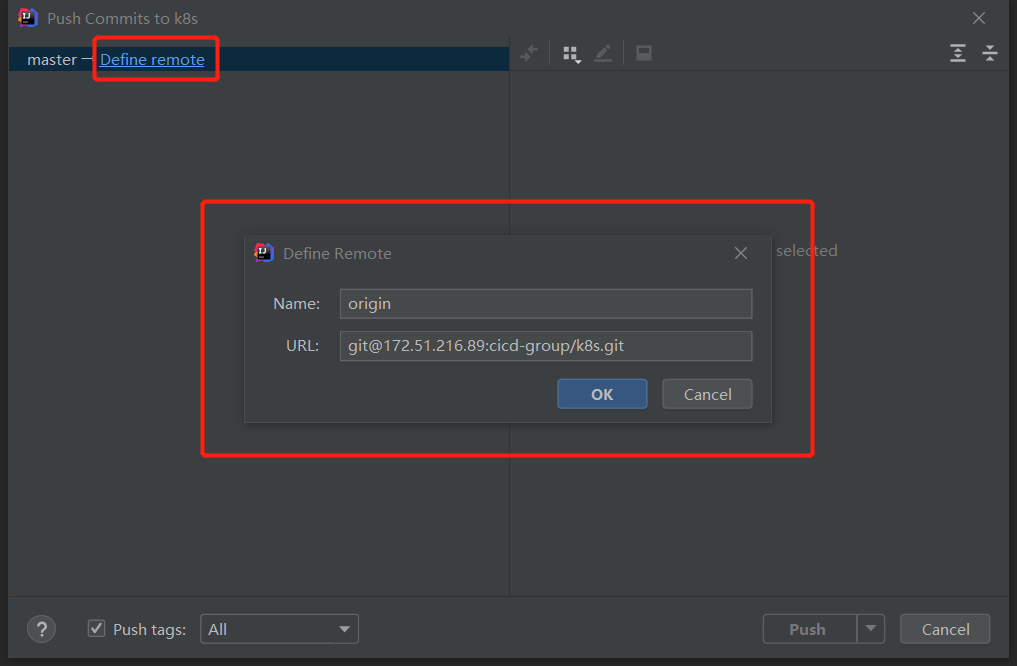 Push Commits to k8s
master → Define remote
selected
Define Remote
Name: origin
URL: git@172.51.216.89:cicd-group/k8s.git
OK Cancel
? Push tags: All Push Cancel